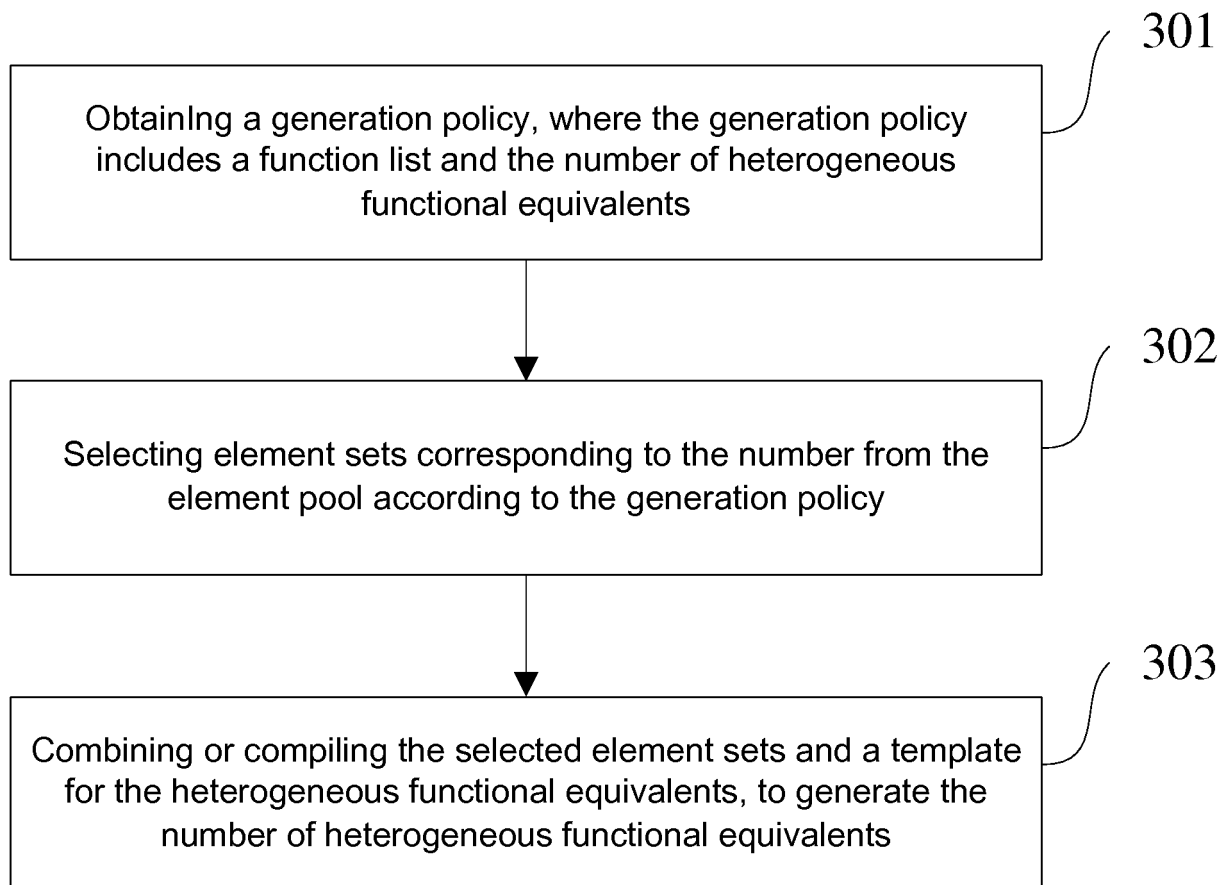 301
ObtainIng a generation policy, where the generation policy
includes a function list and the number of heterogeneous
functional equivalents
302
Selecting element sets corresponding to the number from the
element pool according to the generation policy
303
Combining or compiling the selected element sets and a template
for the heterogeneous functional equivalents, to generate the
number of heterogeneous functional equivalents